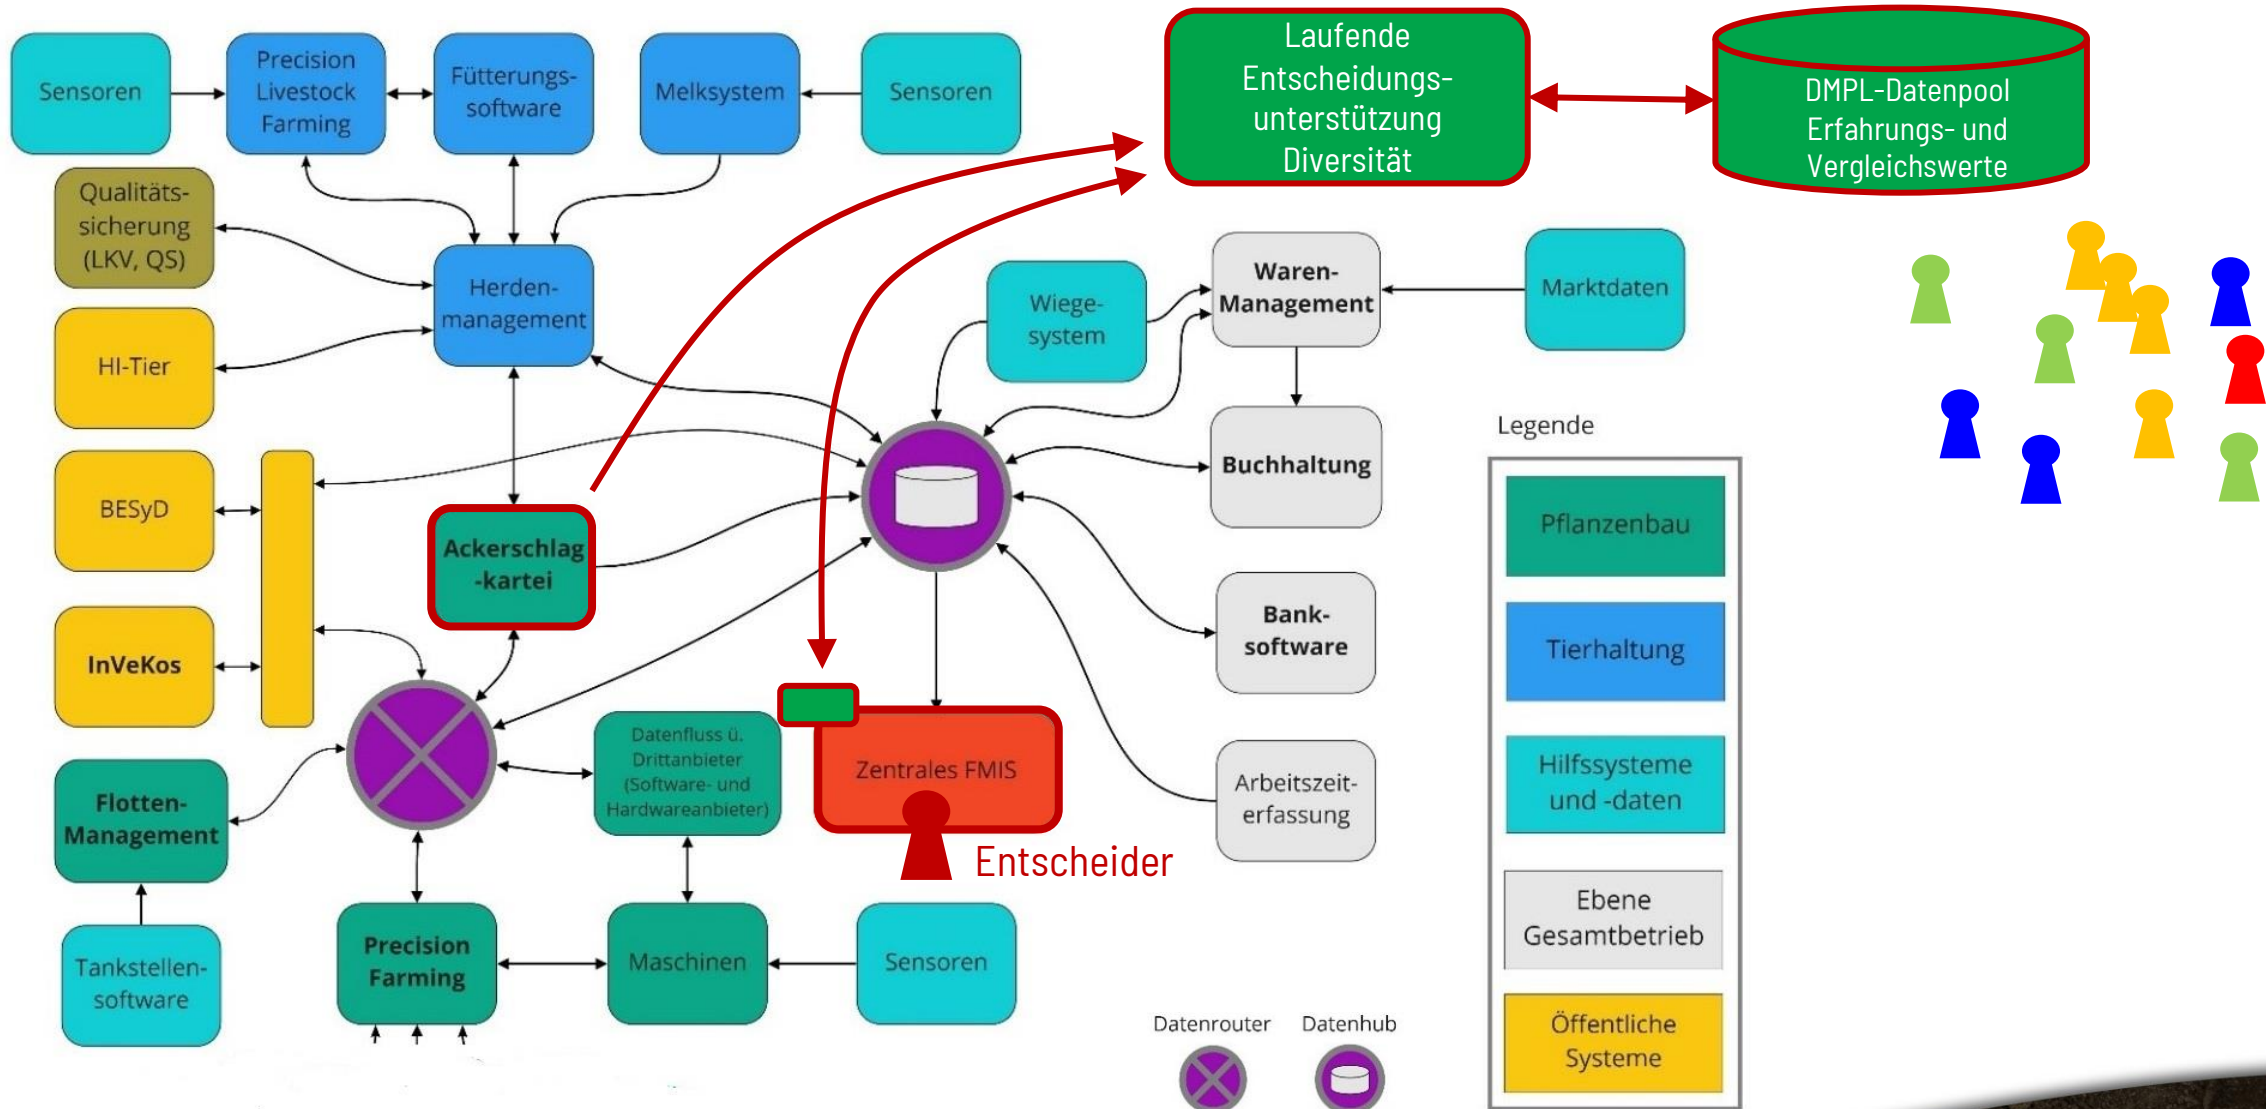 Sensoren
Precision
Livestock
Farming
Fütterungs-
software
Melksystem
Sensoren
Laufende
Entscheidungs-
unterstützung
Diversität
DMPL-Datenpool
Erfahrungs- und
Vergleichswerte
Qualitäts-
sicherung
(LKV, QS)
Herden-
management
Wiege-
system
Waren-
Management
Marktdaten
HI-Tier
BESyD
Ackerschlag
-kartei
Buchhaltung
InVeKos
Bank-
software
Flotten-
Management
Datenfluss ü.
Drittanbieter
(Software- und
Hardwareanbieter)
Zentrales FMIS
Entscheider
Arbeitszeit-
erfassung
Tankstellen-
software
Precision
Farming
Maschinen
Sensoren
Datenrouter
Datenhub
Legende
Pflanzenbau
Tierhaltung
Hilfssysteme
und -daten
Ebene
Gesamtbetrieb
Öffentliche
Systeme